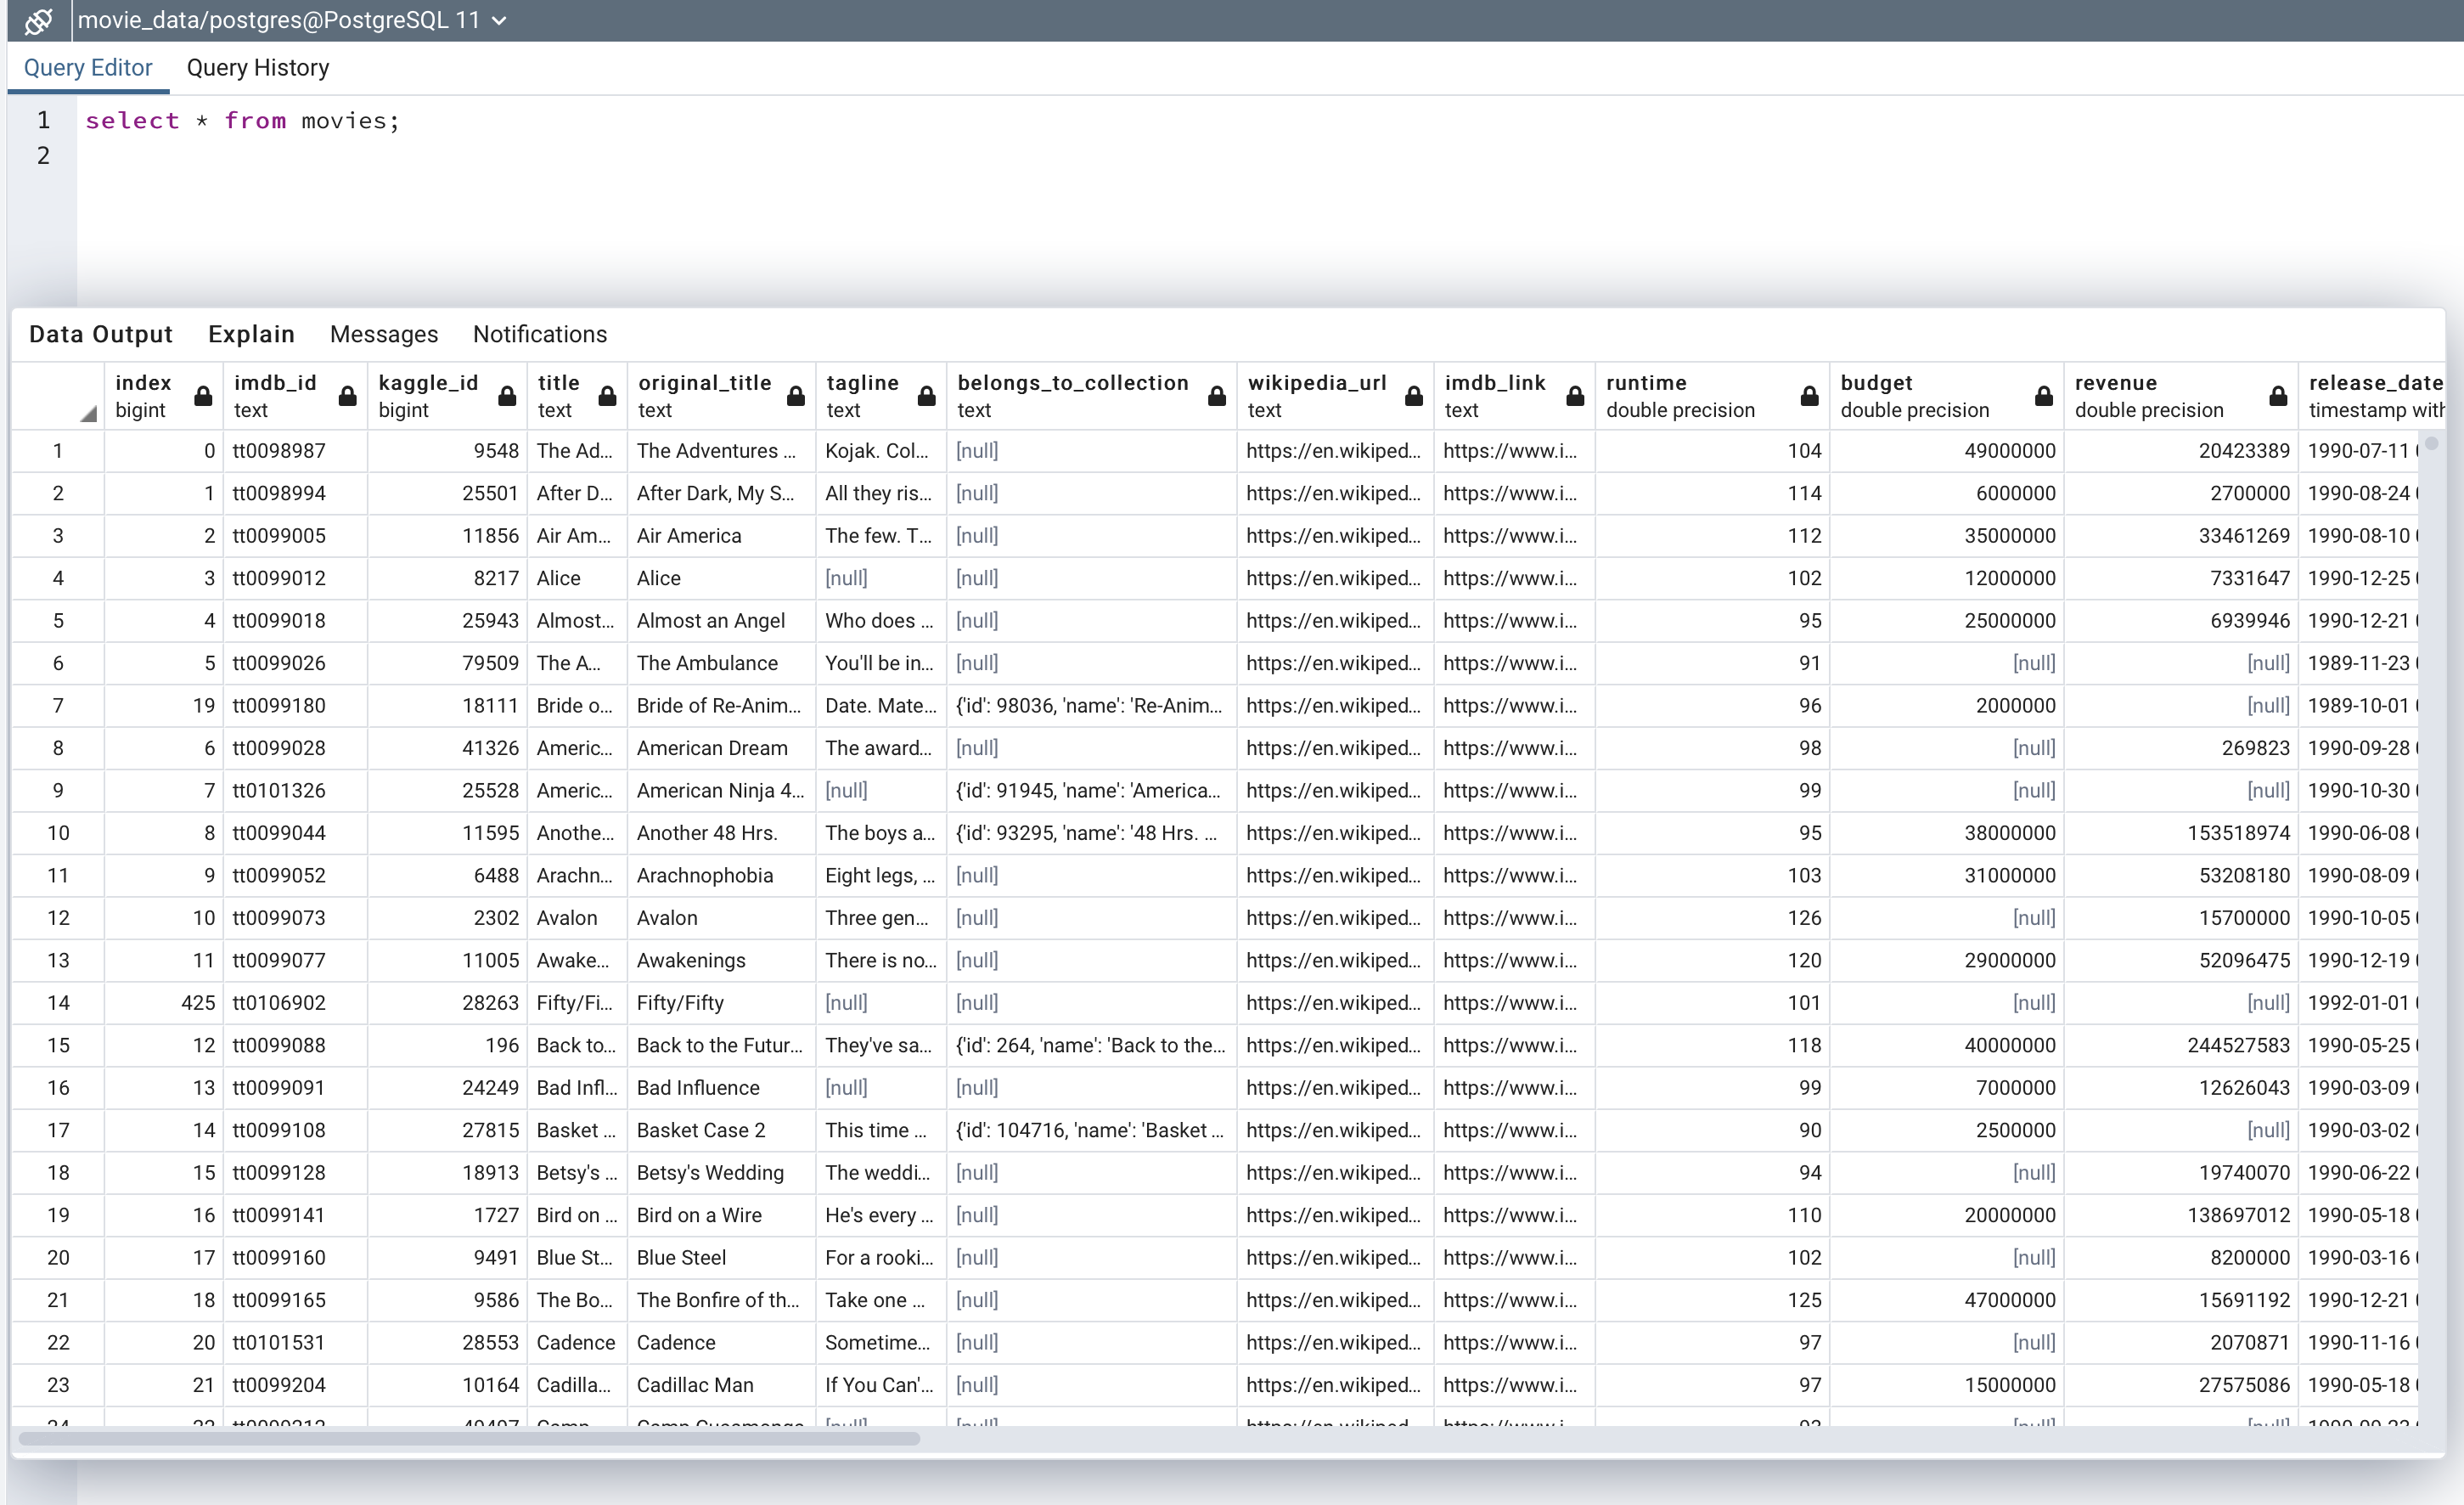 movie_data/postgres@PostgreSQL 11
Query Editor Query History
1 select * from movies;
2
Data Output Explain Messages Notifications
index imdb_id kaggle_id title original_title tagline belongs_to_collection wikipedia_url imdb_link runtime budget revenue release_date
bigint text bigint text text text text text text double precision double precision double precision timestamp with
1 0 tt0098987 9548 The Ad... The Adventures ... Kojak. Col... [null] https://en.wikiped... https://www.i... 104 49000000 20423389 1990-07-11
2 1 tt0098994 25501 After D... After Dark, My S... All they ris... [null] https://en.wikiped... https://www.i... 114 6000000 2700000 1990-08-24
3 2 tt0099005 11856 Air Am... Air America The few. T... [null] https://en.wikiped... https://www.i... 112 35000000 33461269 1990-08-10
4 3 tt0099012 8217 Alice Alice [null] [null] https://en.wikiped... https://www.i... 102 12000000 7331647 1990-12-25
5 4 tt0099018 25943 Almost... Almost an Angel Who does ... [null] https://en.wikiped... https://www.i... 95 25000000 6939946 1990-12-21
6 5 tt0099026 79509 The A... The Ambulance You'll be in... [null] https://en.wikiped... https://www.i... 91 [null] [null] 1989-11-23
7 19 tt0099180 18111 Bride o... Bride of Re-Anim... Date. Mate... {'id': 98036, 'name': 'Re-Anim... https://en.wikiped... https://www.i... 96 2000000 [null] 1989-10-01
8 6 tt0099028 41326 Americ... American Dream The award... [null] https://en.wikiped... https://www.i... 98 [null] 269823 1990-09-28
9 7 tt0101326 25528 Americ... American Ninja 4... [null] {'id': 91945, 'name': 'America... https://en.wikiped... https://www.i... 99 [null] [null] 1990-10-30
10 8 tt0099044 11595 Anothe... Another 48 Hrs. The boys a... {'id': 93295, 'name': '48 Hrs. ... https://en.wikiped... https://www.i... 95 38000000 153518974 1990-06-08
11 9 tt0099052 6488 Arachn... Arachnophobia Eight legs, ... [null] https://en.wikiped... https://www.i... 103 31000000 53208180 1990-08-09
12 10 tt0099073 2302 Avalon Avalon Three gen... [null] https://en.wikiped... https://www.i... 126 [null] 15700000 1990-10-05
13 11 tt0099077 11005 Awake... Awakenings There is no... [null] https://en.wikiped... https://www.i... 120 29000000 52096475 1990-12-19
14 425 tt0106902 28263 Fifty/Fi... Fifty/Fifty [null] [null] https://en.wikiped... https://www.i... 101 [null] [null] 1992-01-01
15 12 tt0099088 196 Back to... Back to the Futur... They've sa... {'id': 264, 'name': 'Back to the... https://en.wikiped... https://www.i... 118 40000000 244527583 1990-05-25
16 13 tt0099091 24249 Bad Infl... Bad Influence [null] [null] https://en.wikiped... https://www.i... 99 7000000 12626043 1990-03-09
17 14 tt0099108 27815 Basket ... Basket Case 2 This time ... {'id': 104716, 'name': 'Basket ... https://en.wikiped... https://www.i... 90 2500000 [null] 1990-03-02
18 15 tt0099128 18913 Betsy's ... Betsy's Wedding The weddi... [null] https://en.wikiped... https://www.i... 94 [null] 19740070 1990-06-22
19 16 tt0099141 1727 Bird on ... Bird on a Wire He's every ... [null] https://en.wikiped... https://www.i... 110 20000000 138697012 1990-05-18
20 17 tt0099160 9491 Blue St... Blue Steel For a rooki... [null] https://en.wikiped... https://www.i... 102 [null] 8200000 1990-03-16
21 18 tt0099165 9586 The Bo... The Bonfire of th... Take one ... [null] https://en.wikiped... https://www.i... 125 47000000 15691192 1990-12-21
22 20 tt0101531 28553 Cadence Cadence Sometime... [null] https://en.wikiped... https://www.i... 97 [null] 2070871 1990-11-16
23 21 tt0099204 10164 Cadilla... Cadillac Man If You Can'... [null] https://en.wikiped... https://www.i... 97 15000000 27575086 1990-05-18